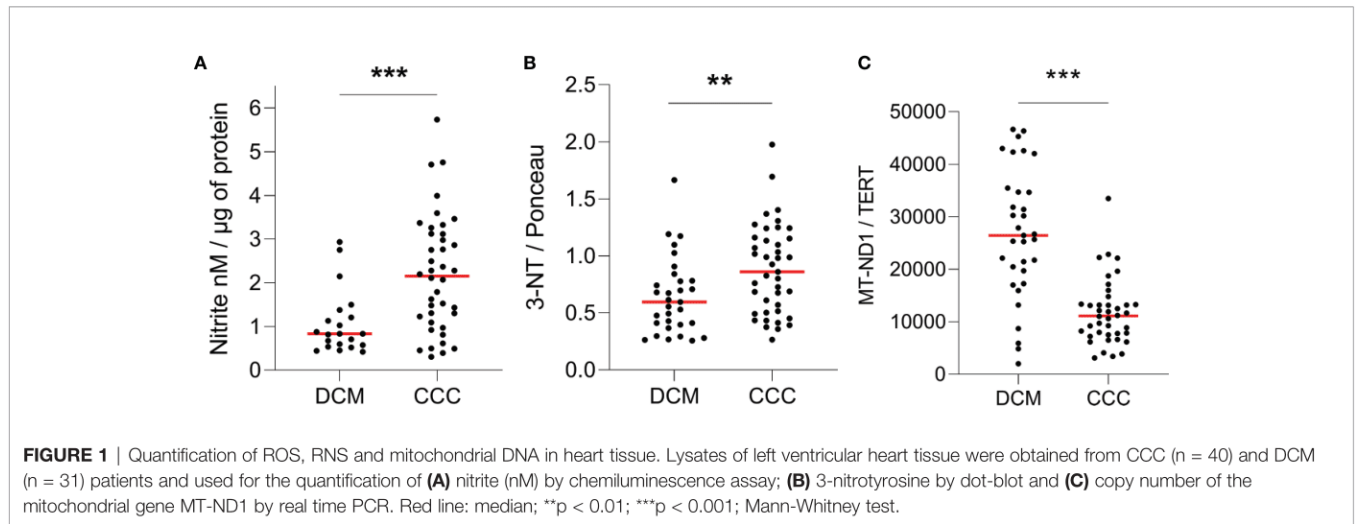 A
***
Nitrite nM / µg of protein
6
5
4
3
2
1
0
DCM CCC
B
**
3-NT / Ponceau
2.5
2.0
1.5
1.0
0.5
0.0
DCM CCC
C
***
MT-ND1 / TERT
50000
40000
30000
20000
10000
0
DCM CCC
FIGURE 1 | Quantification of ROS, RNS and mitochondrial DNA in heart tissue. Lysates of left ventricular heart tissue were obtained from CCC (n = 40) and DCM
(n = 31) patients and used for the quantification of (A) nitrite (nM) by chemiluminescence assay; (B) 3-nitrotyrosine by dot-blot and (C) copy number of the
mitochondrial gene MT-ND1 by real time PCR. Red line: median; **p < 0.01; ***p < 0.001; Mann-Whitney test.